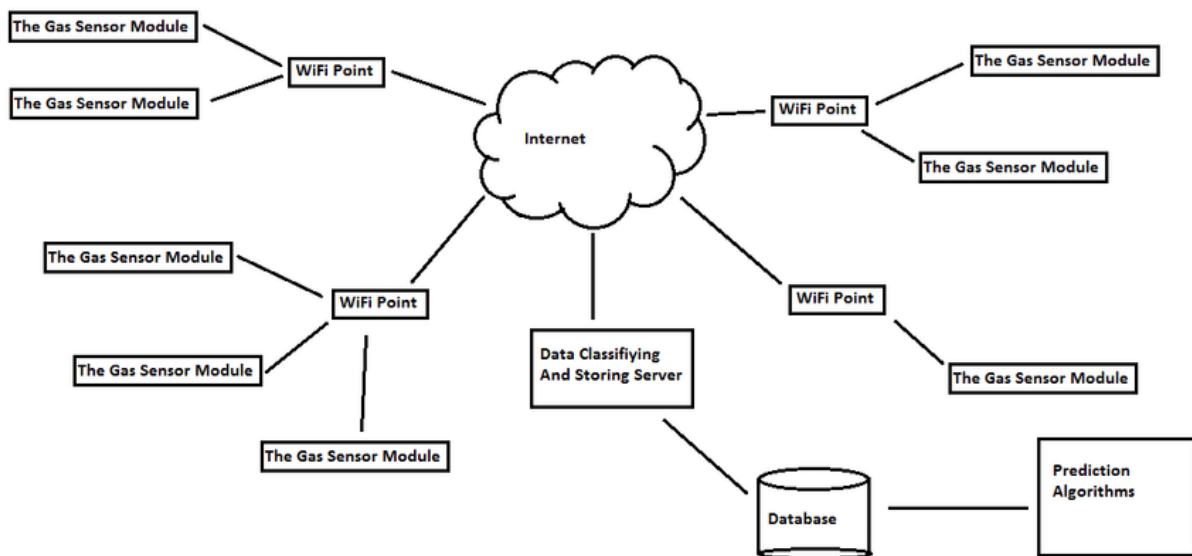 The Gas Sensor Module
WiFi Point
The Gas Sensor Module
Internet
The Gas Sensor Module
WiFi Point
The Gas Sensor Module
The Gas Sensor Module
WiFi Point
The Gas Sensor Module
The Gas Sensor Module
WiFi Point
The Gas Sensor Module
Data Classifiying
And Storing Server
Database
Prediction
Algorithms